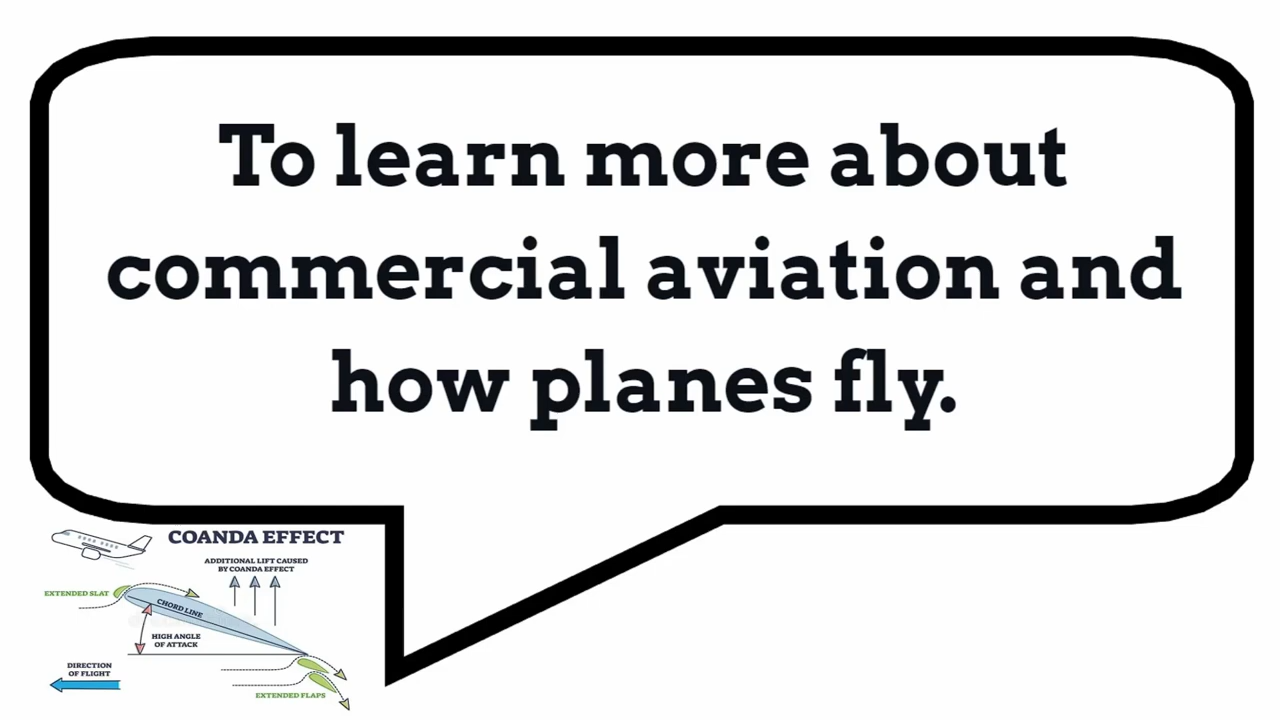 To learn more about
commercial aviation and
how planes fly.
COANDA EFFECT
ADDITIONAL LIFT CAUSED
BY COANDA EFFECT
EXTENDED SLAT
CHORD LINE
HIGH ANGLE
OF ATTACK
DIRECTION
OF FLIGHT
EXTENDED FLAPS